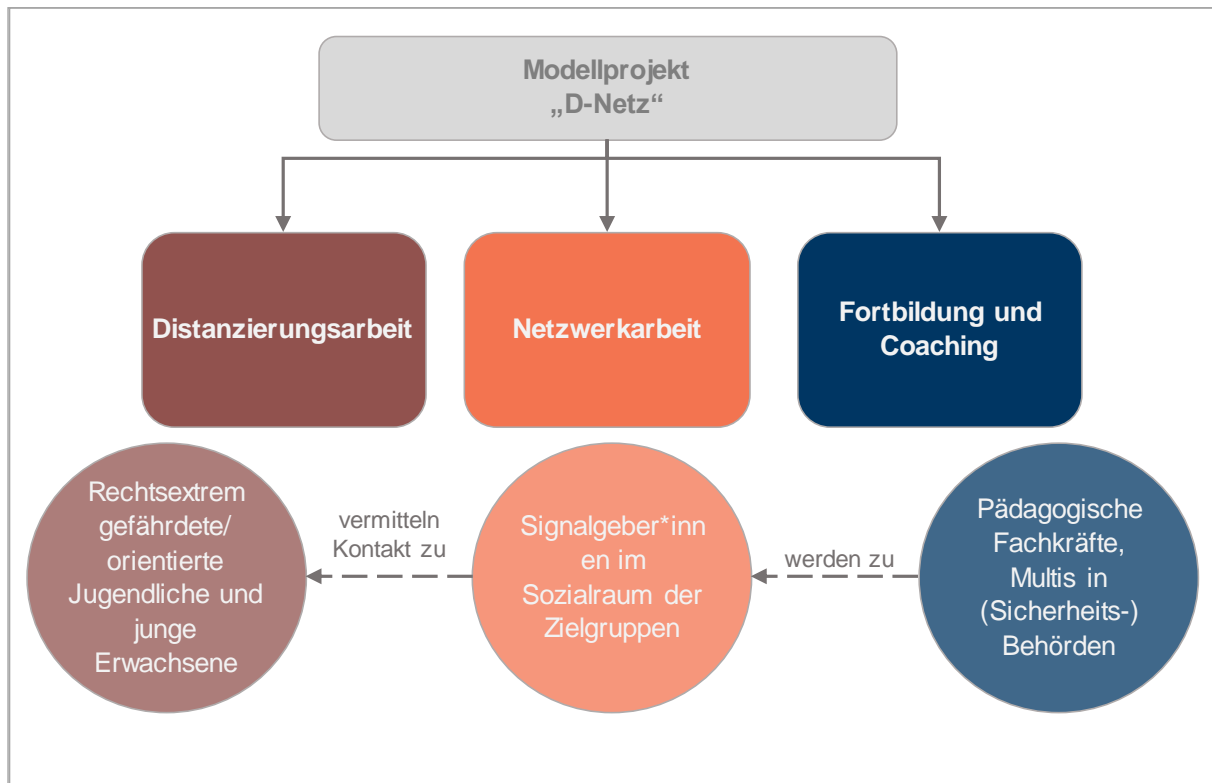 Modellprojekt
„D-Netz“
Distanzierungsarbeit
Netzwerkarbeit
Fortbildung und
Coaching
Rechtsextrem
gefährdete/
orientierte
Jugendliche und
junge
Erwachsene
vermitteln
Kontakt zu
Signalgeber*inn
en im
Sozialraum der
Zielgruppen
werden zu
Pädagogische
Fachkräfte,
Multis in
(Sicherheits-)
Behörden